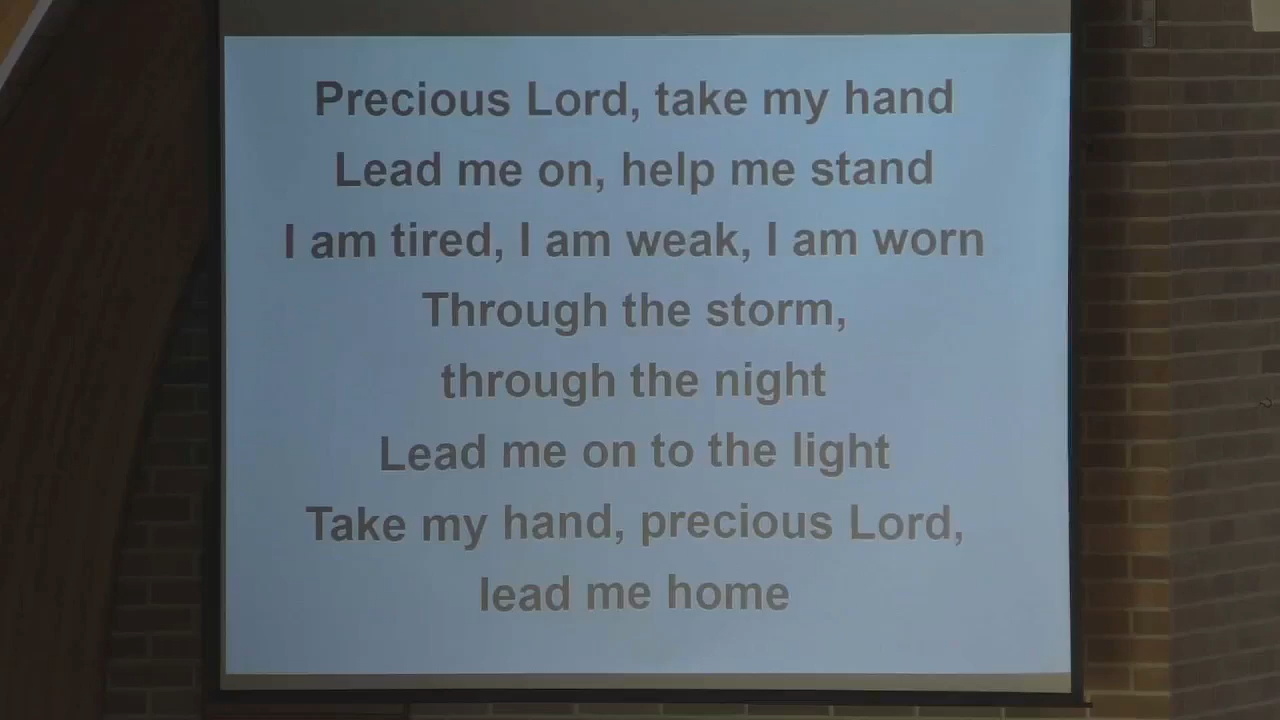 Precious Lord, take my hand
Lead me on, help me stand
I am tired, I am weak, I am worn
Through the storm,
through the night
Lead me on to the light
Take my hand, precious Lord,
lead me home